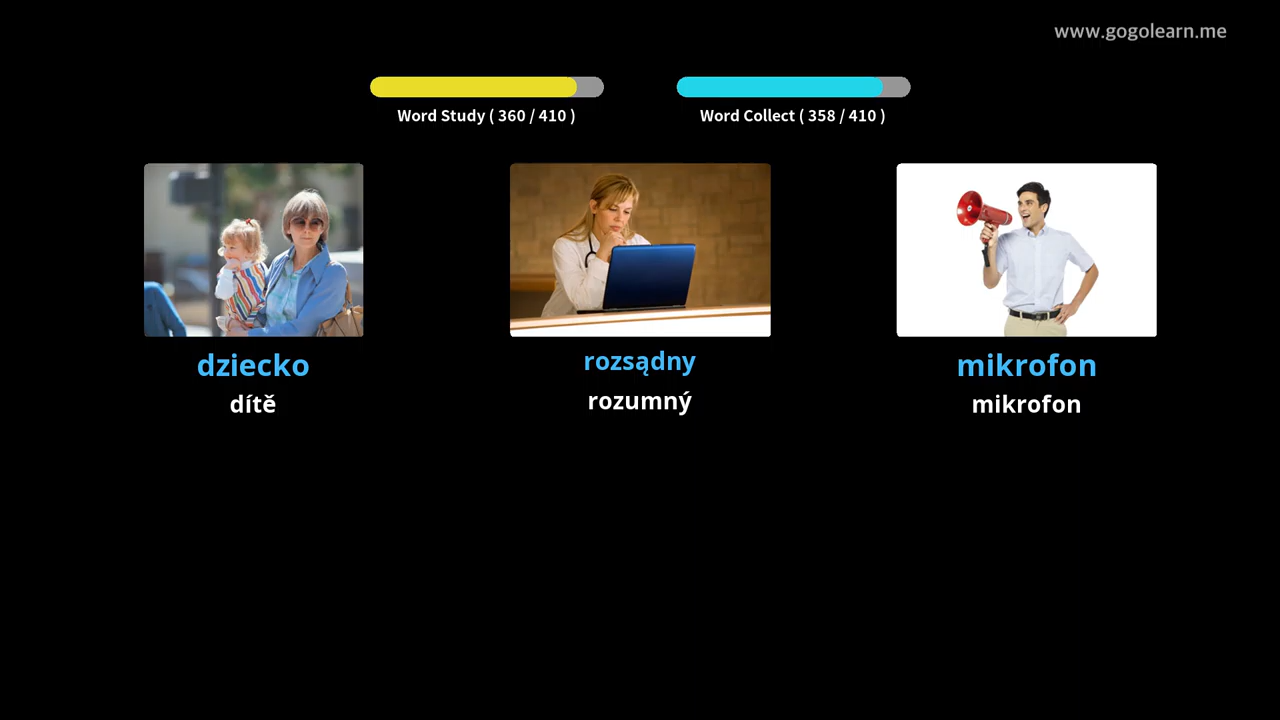 www.gogolearn.me
Word Study ( 360 / 410 )
Word Collect ( 358 / 410 )
dziecko
dítě
rozsądny
rozumný
mikrofon
mikrofon